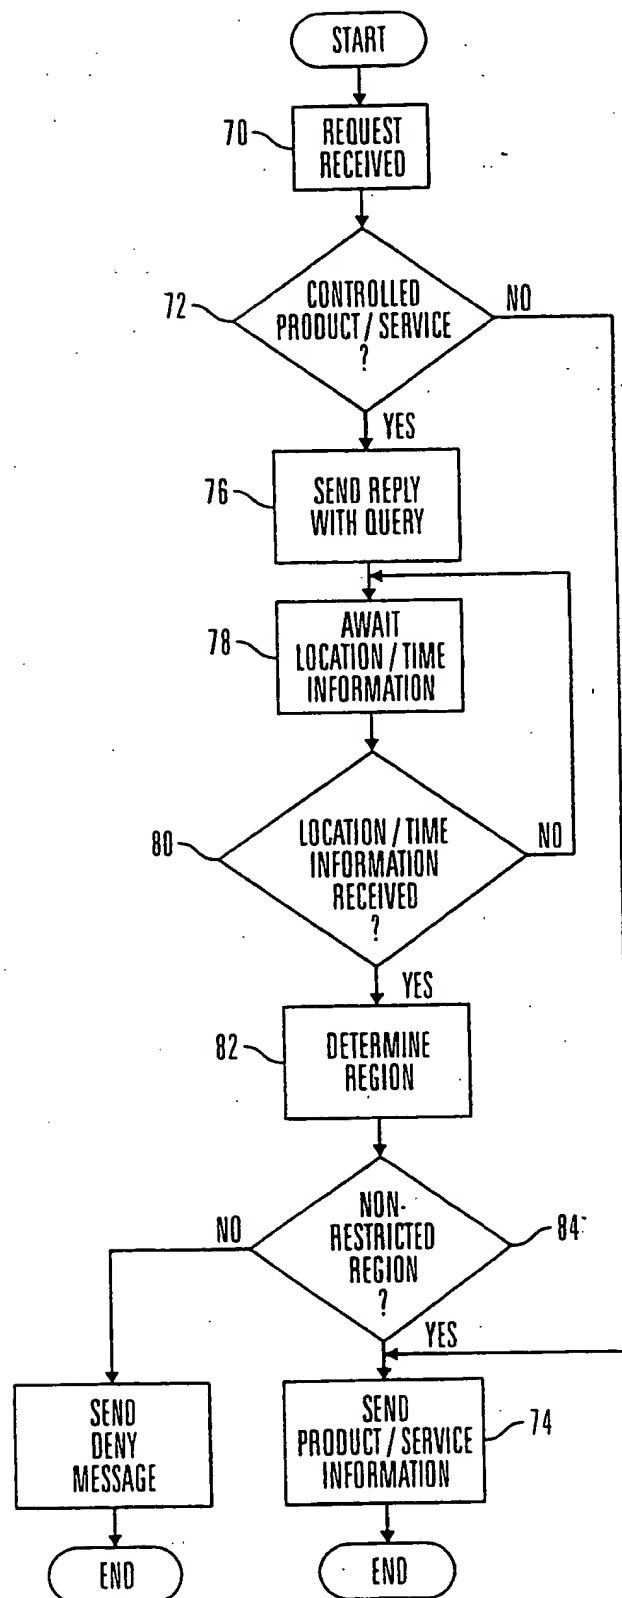 START
70
REQUEST
RECEIVED
72
CONTROLLED
PRODUCT / SERVICE
?
NO
YES
76
SEND REPLY
WITH QUERY
78
AWAIT
LOCATION / TIME
INFORMATION
80
LOCATION / TIME
INFORMATION
RECEIVED
?
NO
YES
82
DETERMINE
REGION
NON-
RESTRICTED
REGION
?
84
NO
YES
SEND
DENY
MESSAGE
SEND
PRODUCT / SERVICE
INFORMATION
74
END
END